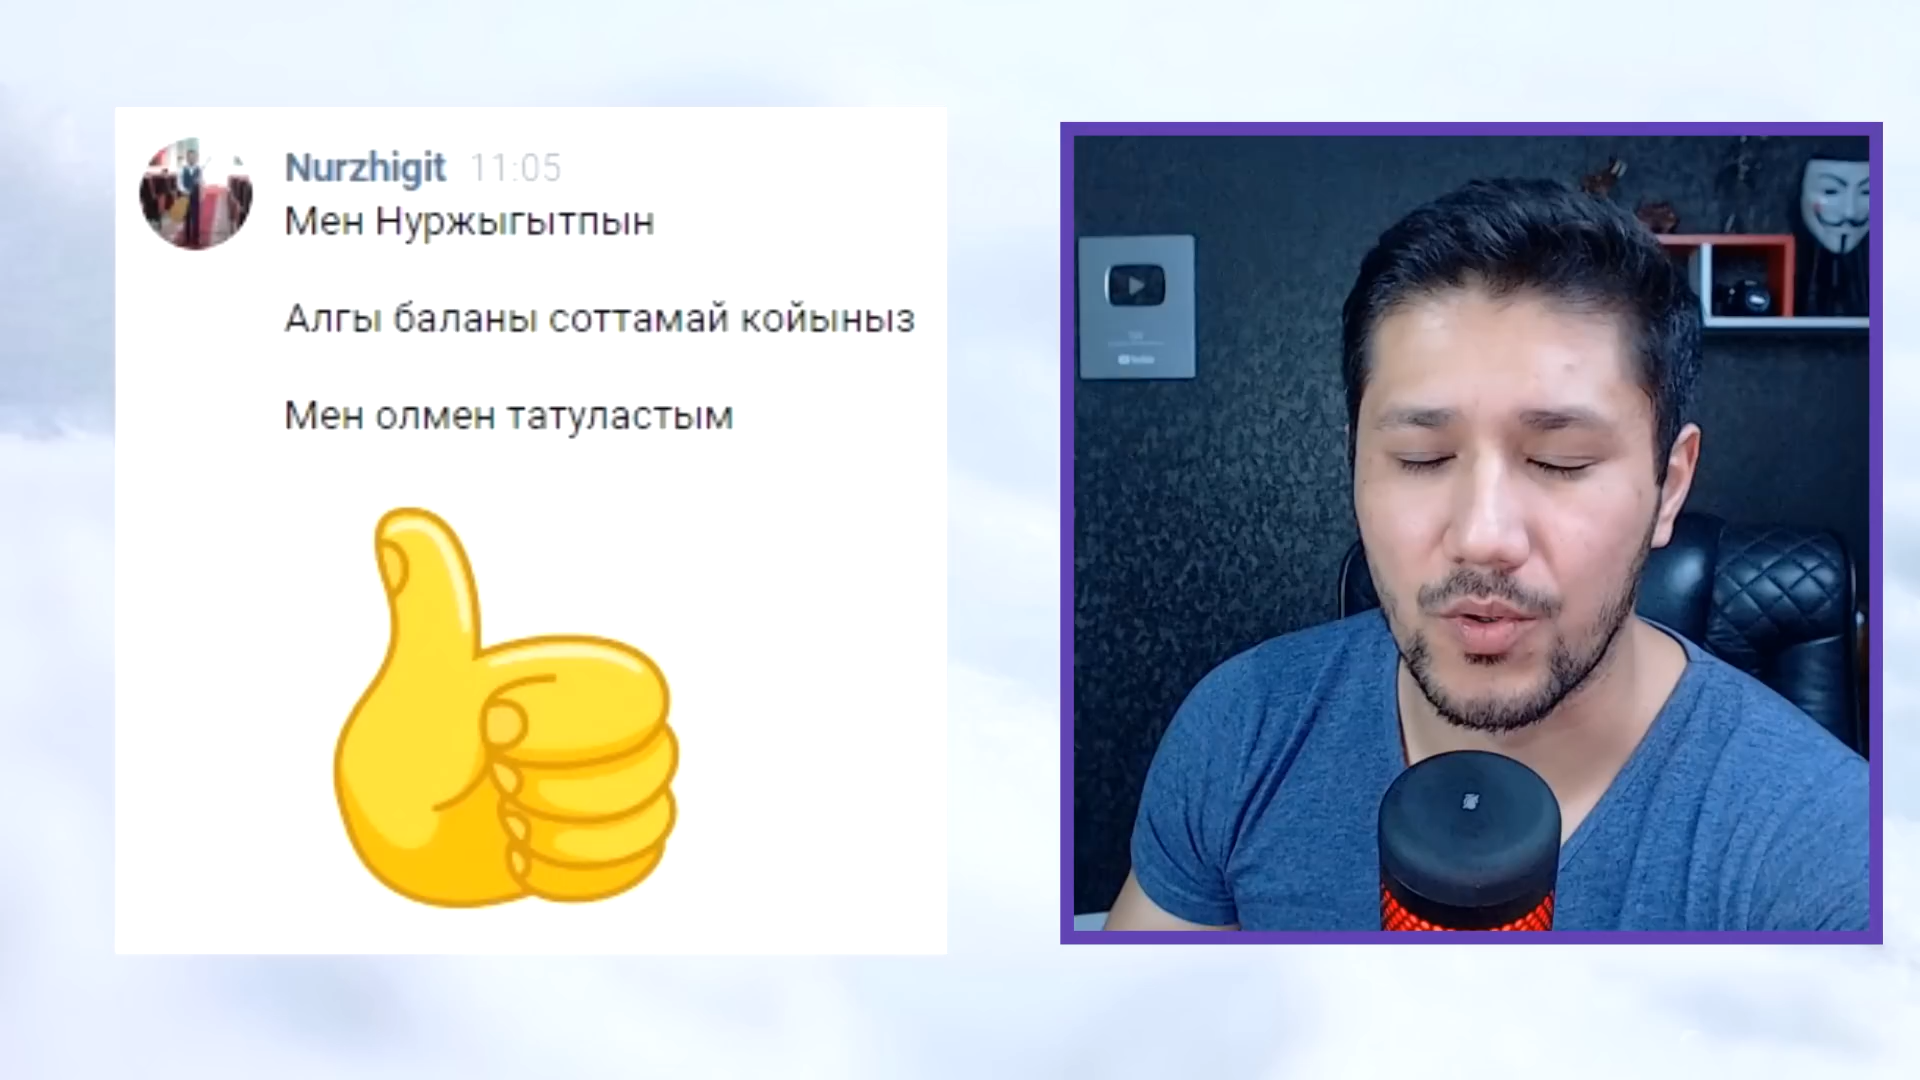 Nurzhigit 11:05
Мен Нуржыгытпын
Алгы баланы соттамай койыныз
Мен олмен татуластым